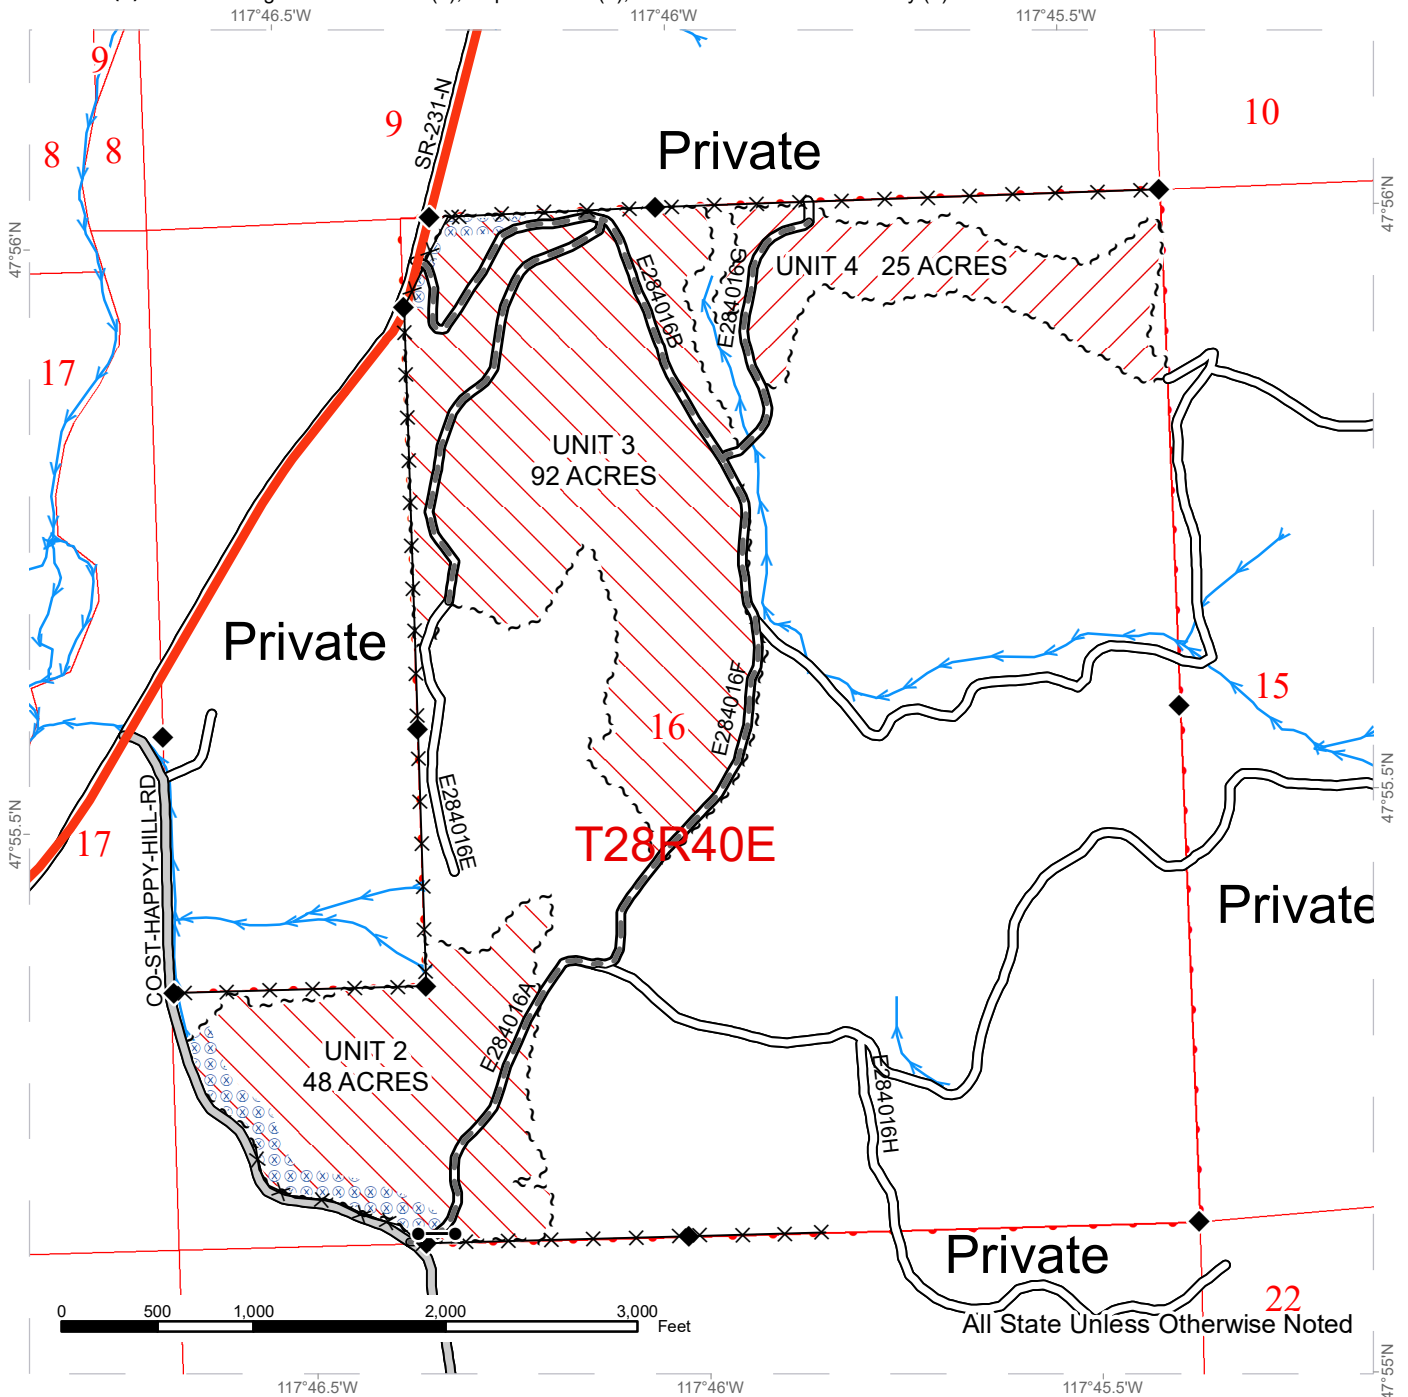 117°46.5'W
117°46'W
117°45.5'W
9
9
10
8
8
SR-231-N
Private
47°56'N
47°56'N
E284016B
E284016G
UNIT 4 25 ACRES
17
UNIT 3
92 ACRES
Private
15
16
E284016F
E284016E
CO-ST-HAPPY-HILL-RD
47°55.5'N
47°55.5'N
17
T28R40E
Private
E284016A
UNIT 2
48 ACRES
E284016H
Private
22
0 500 1,000 2,000 3,000
Feet
All State Unless Otherwise Noted
47°55'N
117°46.5'W
117°46'W
117°45.5'W